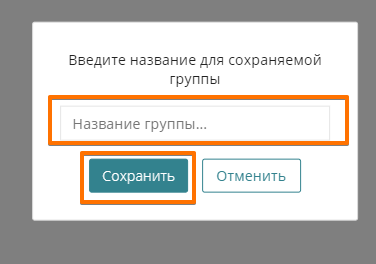 Введите название для сохраняемой
группы
Название группы...
Сохранить Отменить